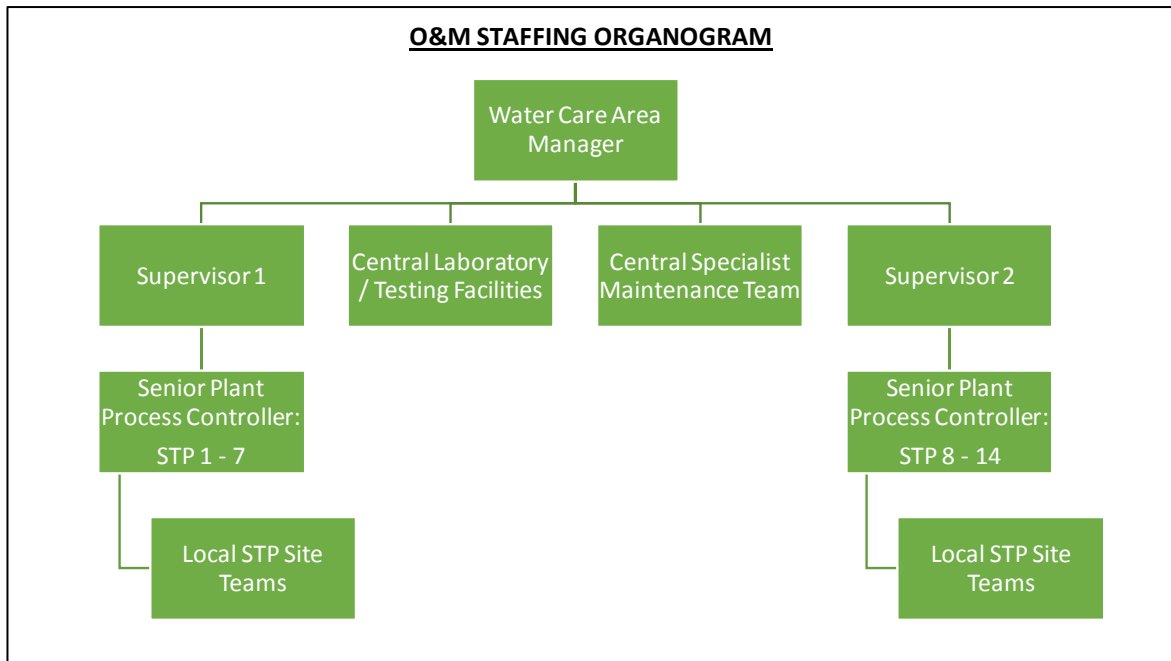 O&M STAFFING ORGANOGRAM
Water Care Area
Manager
Supervisor 1
Central Laboratory
/ Testing Facilities
Central Specialist
Maintenance Team
Supervisor 2
Senior Plant
Process Controller:
STP 1 - 7
Senior Plant
Process Controller:
STP 8 - 14
Local STP Site
Teams
Local STP Site
Teams